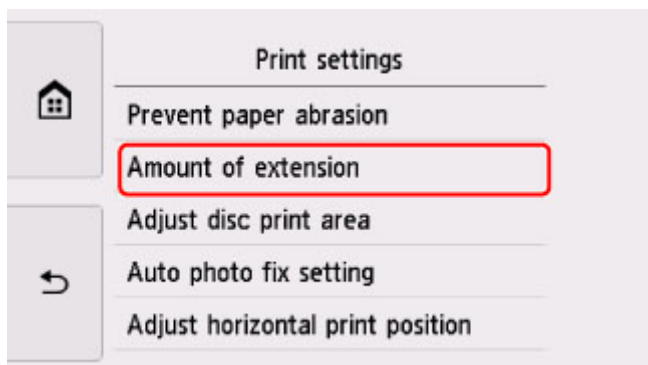 Print settings
Prevent paper abrasion
Amount of extension
Adjust disc print area
Auto photo fix setting
Adjust horizontal print position